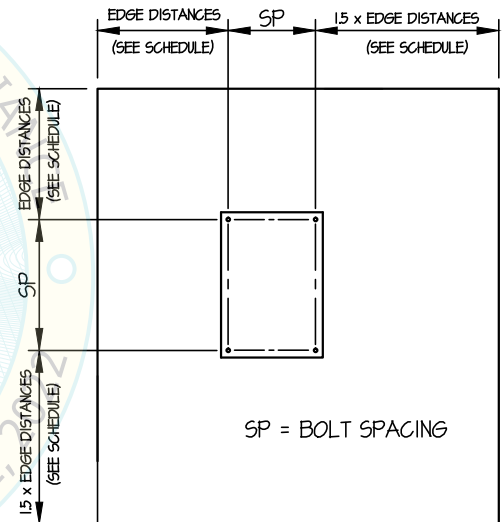 EDGE DISTANCES
(SEE SCHEDULE)
SP
1.5 x EDGE DISTANCES
(SEE SCHEDULE)
EDGE DISTANCES
(SEE SCHEDULE)
SP
1.5 x EDGE DISTANCES
(SEE SCHEDULE)
SP = BOLT SPACING
2022